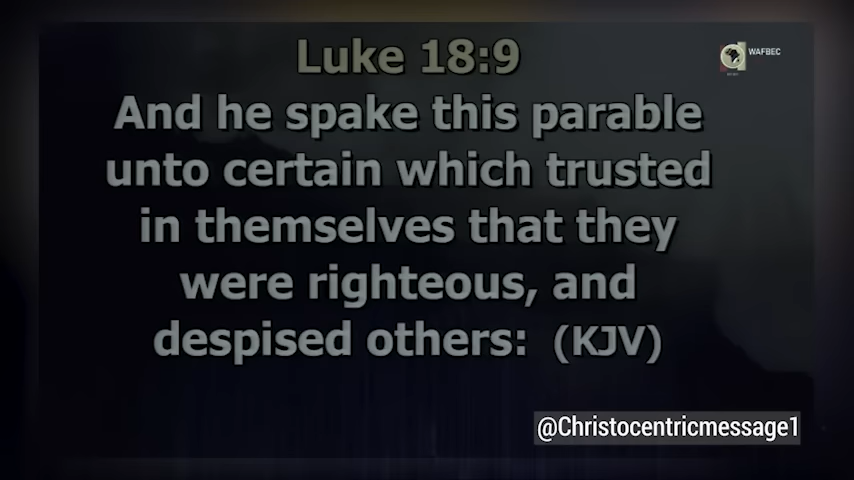 Luke 18:9
WAFBEC
And he spake this parable
unto certain which trusted
in themselves that they
were righteous, and
despised others: (KJV)
@Christocentricmessage1